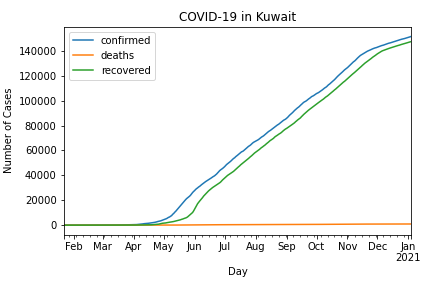 COVID-19 in Kuwait
confirmed
deaths
recovered
140000
120000
100000
80000
60000
40000
20000
0
Number of Cases
Feb Mar Apr May Jun Jul Aug Sep Oct Nov Dec Jan
2021
Day